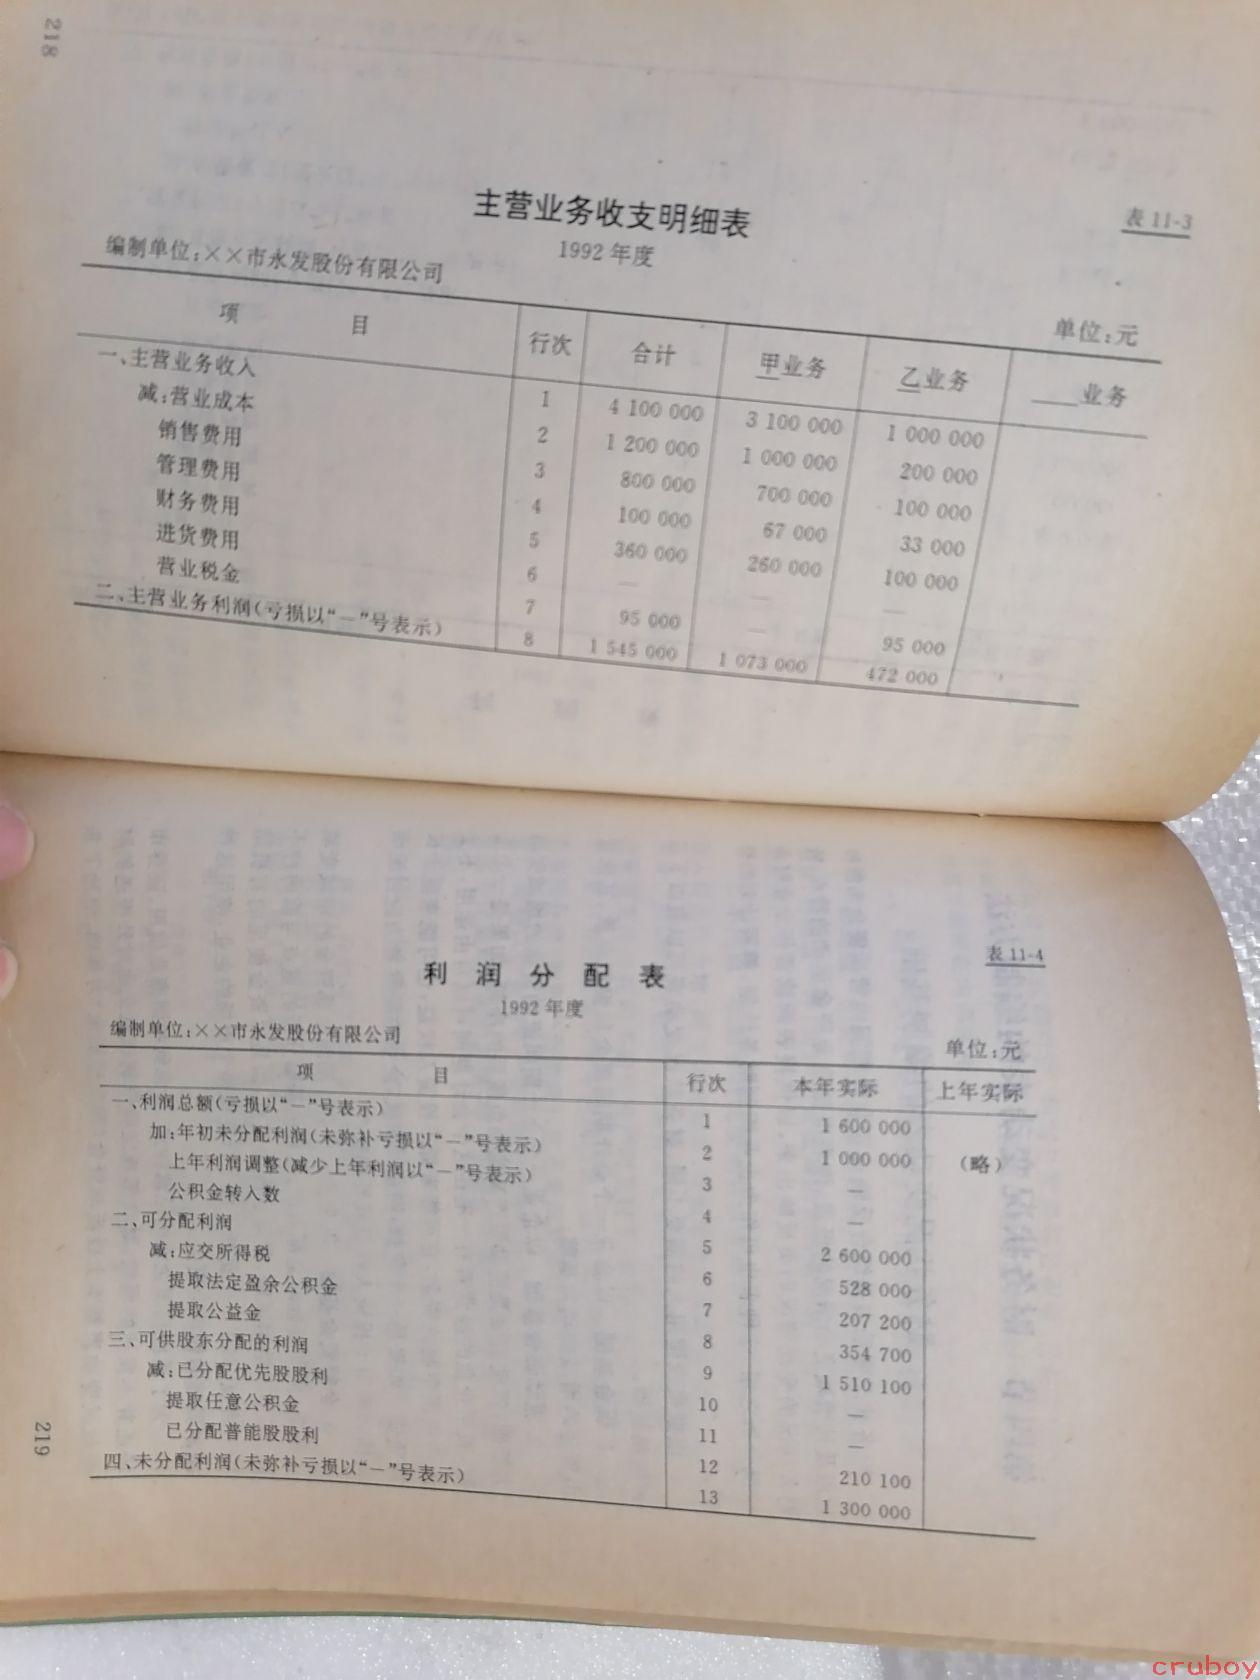 218
表 11-3
主营业务收支明细表
1992 年度
编制单位:××市永发股份有限公司
单位:元
项 目 行次 合计 甲业务 乙业务 ___业务
一、主营业务收入 1 4 100 000 3 100 000 1 000 000
减:营业成本 2 1 200 000 1 000 000 200 000
销售费用 3 800 000 700 000 100 000
管理费用 4 100 000 67 000 33 000
财务费用 5 360 000 260 000 100 000
进货费用 6 — — —
营业税金 7 95 000 — 95 000
二、主营业务利润(亏损以“—”号表示) 8 1 545 000 1 073 000 472 000
表 11-4
利润分配表
1992 年度
编制单位:××市永发股份有限公司
单位:元
项 目 行次 本年实际 上年实际
一、利润总额(亏损以“—”号表示) 1 1 600 000
加:年初未分配利润(未弥补亏损以“—”号表示) 2 1 000 000 (略)
上年利润调整(减少上年利润以“—”号表示) 3 —
公积金转入数 4 —
二、可分配利润 5 2 600 000
减:应交所得税 6 528 000
提取法定盈余公积金 7 207 200
提取公益金 8 354 700
三、可供股东分配的利润 9 1 510 100
减:已分配优先股股利 10 —
提取任意公积金 11 —
已分配普能股股利 12 210 100
四、未分配利润(未弥补亏损以“—”号表示) 13 1 300 000
219
cruboy